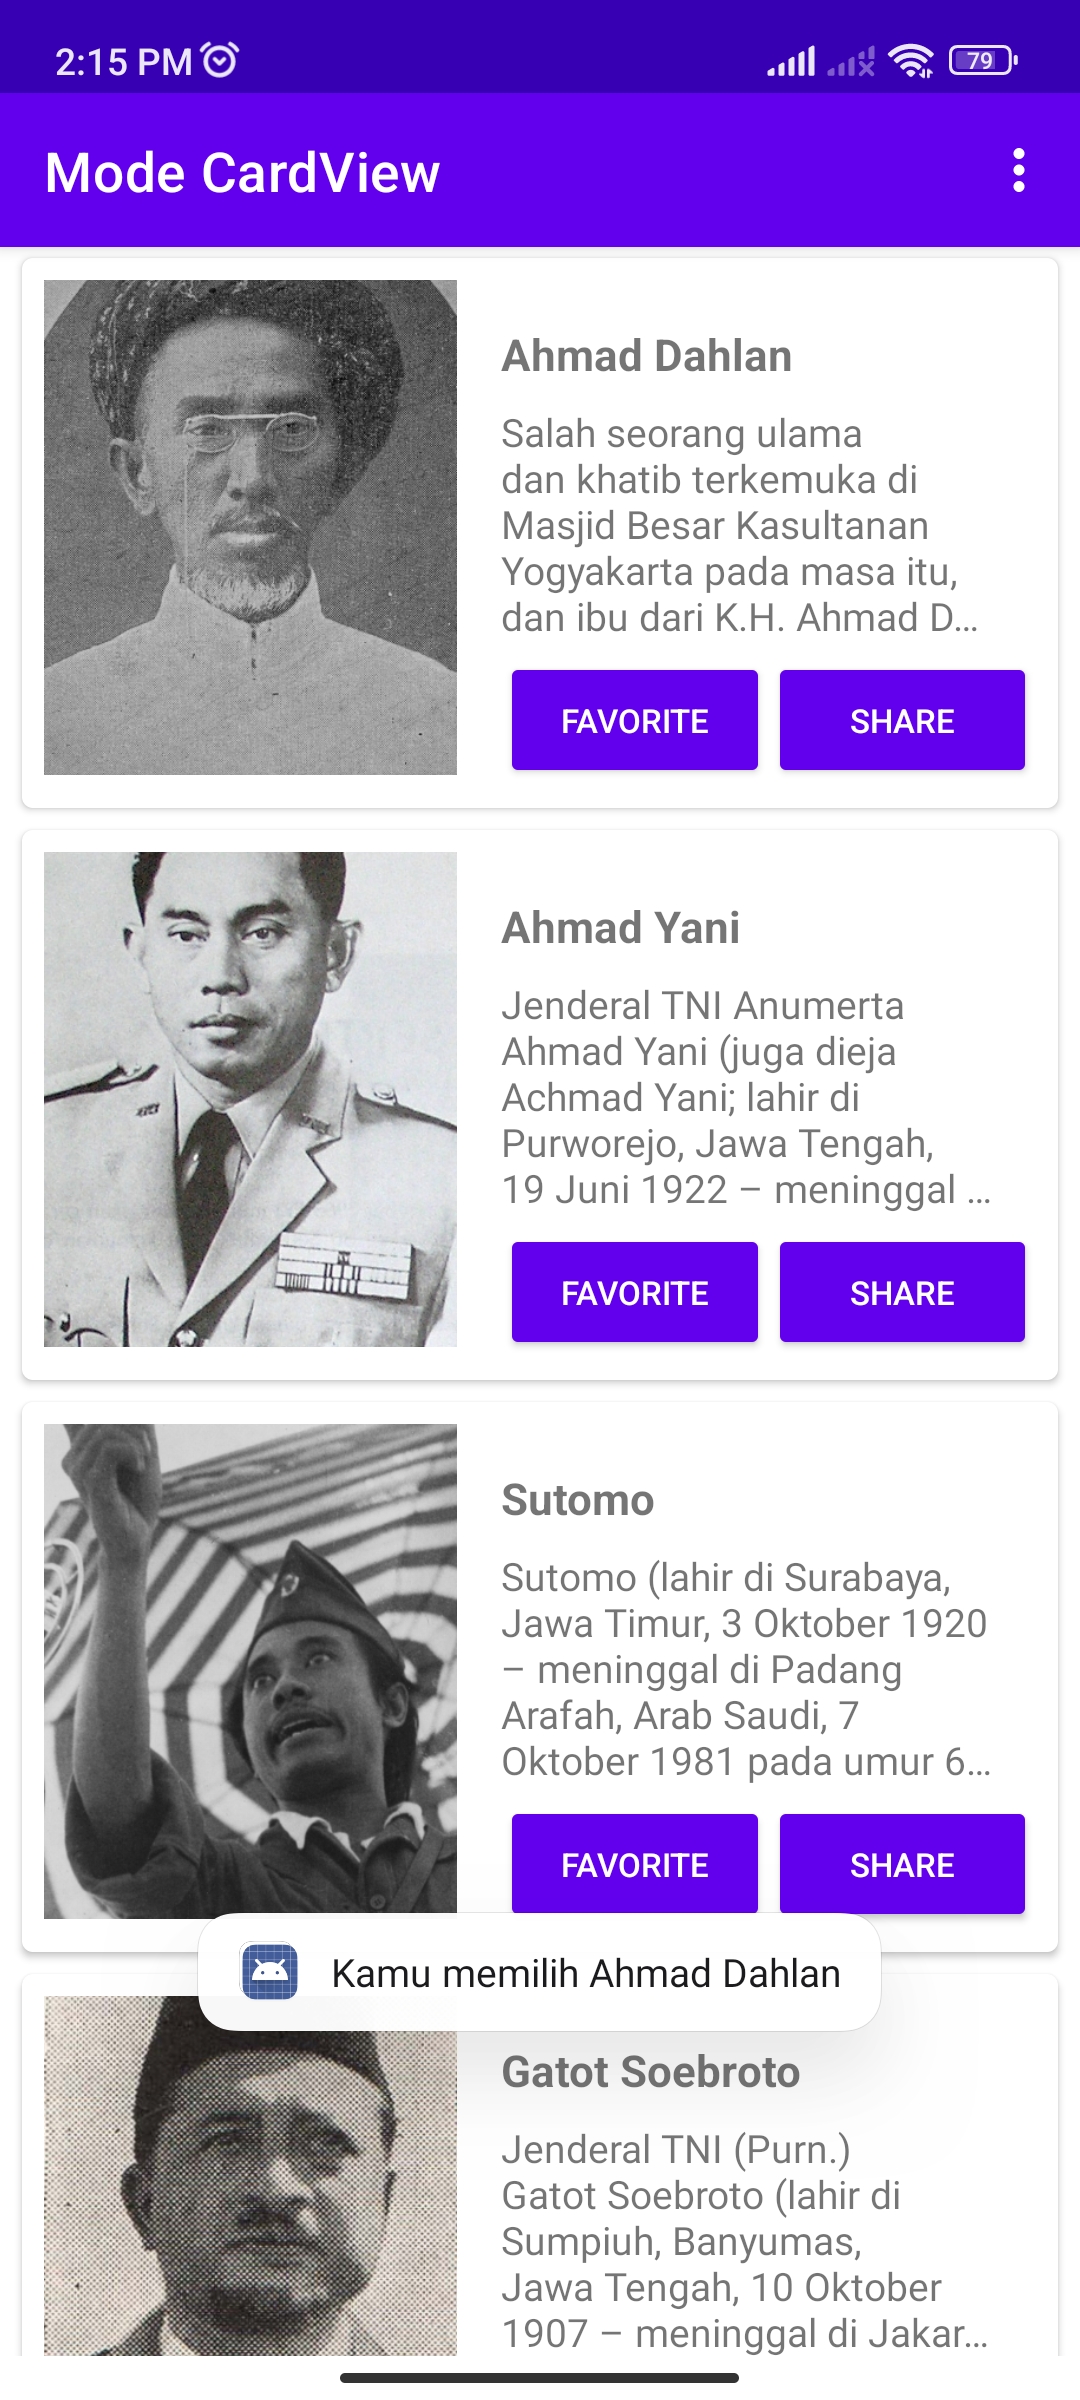 2:15 PM
79
Mode CardView
Ahmad Dahlan
Salah seorang ulama
dan khatib terkemuka di
Masjid Besar Kasultanan
Yogyakarta pada masa itu,
dan ibu dari K.H. Ahmad D...
FAVORITE
SHARE
Ahmad Yani
Jenderal TNI Anumerta
Ahmad Yani (juga dieja
Achmad Yani; lahir di
Purworejo, Jawa Tengah,
19 Juni 1922 – meninggal ...
FAVORITE
SHARE
Sutomo
Sutomo (lahir di Surabaya,
Jawa Timur, 3 Oktober 1920
– meninggal di Padang
Arafah, Arab Saudi, 7
Oktober 1981 pada umur 6...
FAVORITE
SHARE
Kamu memilih Ahmad Dahlan
Gatot Soebroto
Jenderal TNI (Purn.)
Gatot Soebroto (lahir di
Sumpiuh, Banyumas,
Jawa Tengah, 10 Oktober
1907 – meninggal di Jakar...